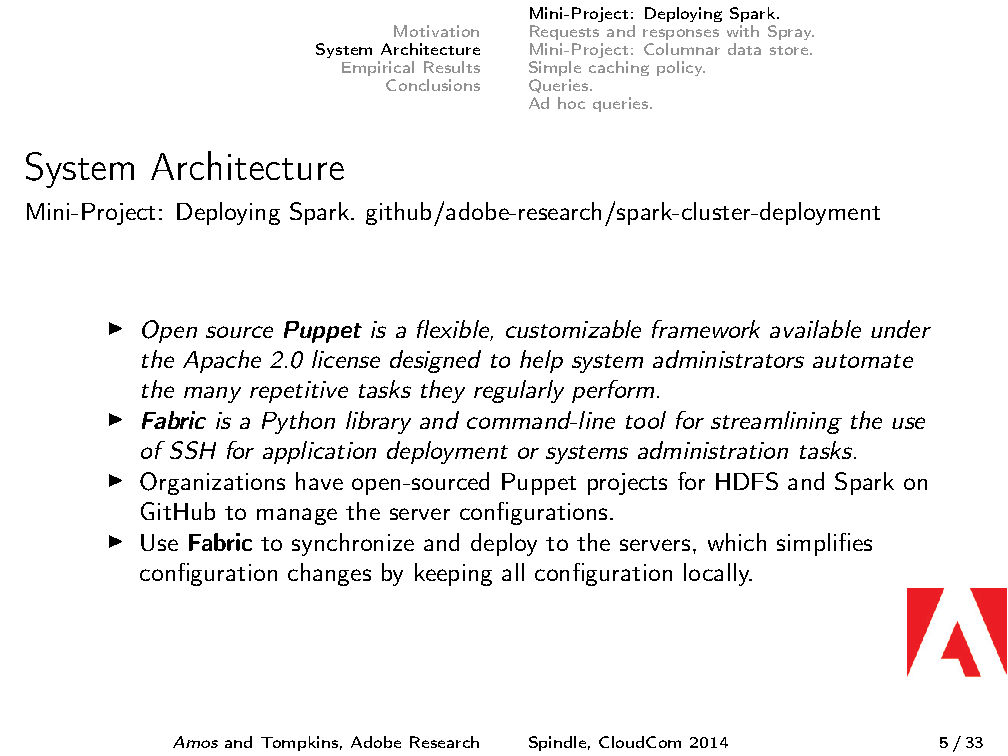 Motivation
System Architecture
Empirical Results
Conclusions
Mini-Project: Deploying Spark.
Requests and responses with Spray.
Mini-Project: Columnar data store.
Simple caching policy.
Queries.
Ad hoc queries.
System Architecture
Mini-Project: Deploying Spark. github/adobe-research/spark-cluster-deployment
Open source Puppet is a flexible, customizable framework available under
the Apache 2.0 license designed to help system administrators automate
the many repetitive tasks they regularly perform.
Fabric is a Python library and command-line tool for streamlining the use
of SSH for application deployment or systems administration tasks.
Organizations have open-sourced Puppet projects for HDFS and Spark on
GitHub to manage the server configurations.
Use Fabric to synchronize and deploy to the servers, which simplifies
configuration changes by keeping all configuration locally.
Amos and Tompkins, Adobe Research Spindle, CloudCom 2014 5 / 33